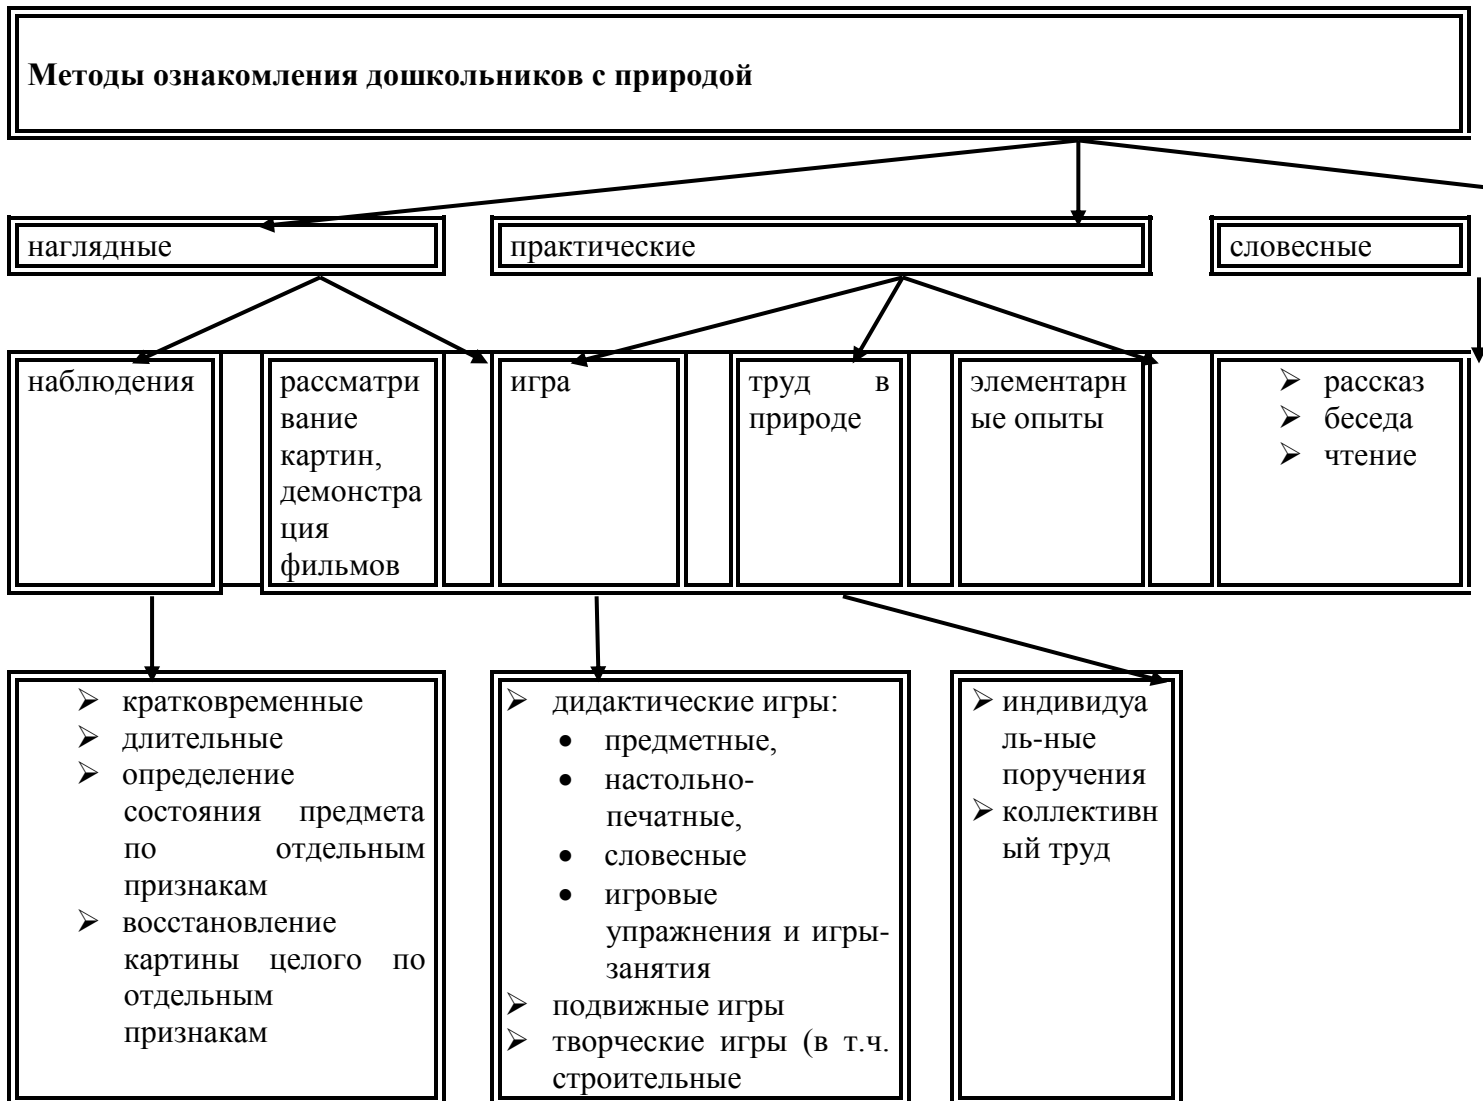 Методы ознакомления дошкольников с природой
наглядные
практические
словесные
наблюдения
рассматри
вание
картин,
демонстра
ция
фильмов
игра
труд в
природе
элементарн
ые опыты
➢ рассказ
➢ беседа
➢ чтение
➢ кратковременные
➢ длительные
➢ определение
состояния предмета
по отдельным
признакам
➢ восстановление
картины целого по
отдельным
признакам
➢ дидактические игры:
• предметные,
• настольно-
печатные,
• словесные
• игровые
упражнения и игры-
занятия
➢ подвижные игры
➢ творческие игры (в т.ч.
строительные
➢ индивидуа
ль-ные
поручения
➢ коллективн
ый труд